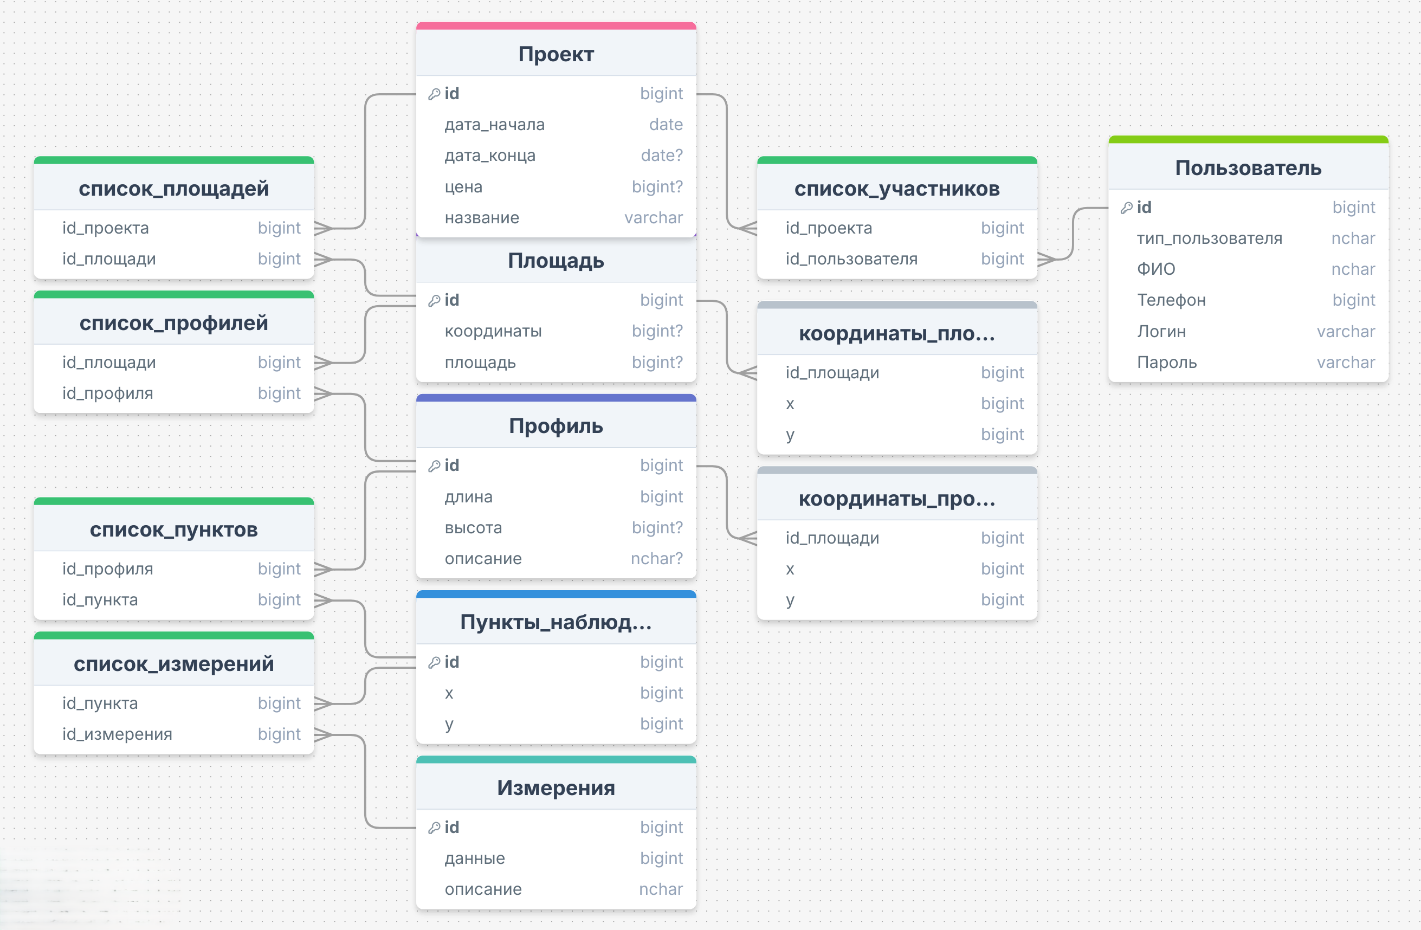 Проект
id bigint
дата_начала date
дата_конца date?
цена bigint?
название varchar
список_площадей
id_проекта bigint
id_площади bigint
список_участников
id_проекта bigint
id_пользователя bigint
Пользователь
id bigint
тип_пользователя nchar
ФИО nchar
Телефон bigint
Логин varchar
Пароль varchar
Площадь
id bigint
координаты bigint?
площадь bigint?
список_профилей
id_площади bigint
id_профиля bigint
координаты_пло...
id_площади bigint
x bigint
y bigint
Профиль
id bigint
длина bigint
высота bigint?
описание nchar?
координаты_про...
id_площади bigint
x bigint
y bigint
список_пунктов
id_профиля bigint
id_пункта bigint
Пункты_наблюд...
id bigint
x bigint
y bigint
список_измерений
id_пункта bigint
id_измерения bigint
Измерения
id bigint
данные bigint
описание nchar